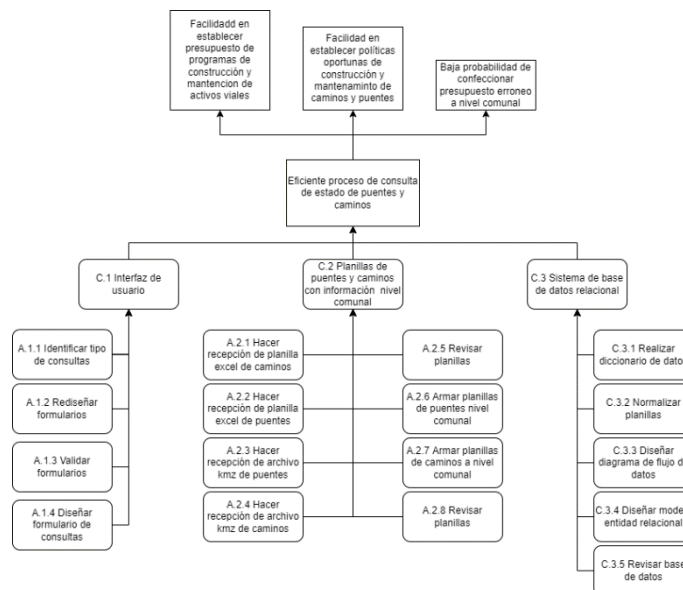 Facilidadd en
establecer
presupuesto de
programas de
construcción y
mantencion de
activos viales
Facilidad en
establecer políticas
oportunas de
construcción y
mantenaminto de
caminos y puentes
Baja probabilidad de
confeccionar
presupuesto erroneo
a nivel comunal
Eficiente proceso de consulta
de estado de puentes y
caminos
C.1 Interfaz de
usuario
C.2 Planillas de
puentes y caminos
con información nivel
comunal
C.3 Sistema de base
de datos relacional
A.1.1 Identificar tipo
de consultas
A.1.2 Rediseñar
formularios
A.1.3 Validar
formularios
A.1.4 Diseñar
formulario de
consultas
A.2.1 Hacer
recepción de planilla
excel de caminos
A.2.2 Hacer
recepción de planilla
excel de puentes
A.2.3 Hacer
recepción de archivo
kmz de puentes
A.2.4 Hacer
recepción de archivo
kmz de caminos
A.2.5 Revisar
planillas
A.2.6 Armar planillas
de puentes nivel
comunal
A.2.7 Armar planillas
de caminos a nivel
comunal
A.2.8 Revisar
planillas
C.3.1 Realizar
diccionario de dato
C.3.2 Normalizar
planillas
C.3.3 Diseñar
diagrama de flujo d
datos
C.3.4 Diseñar mode
entidad relacional
C.3.5 Revisar base
de datos